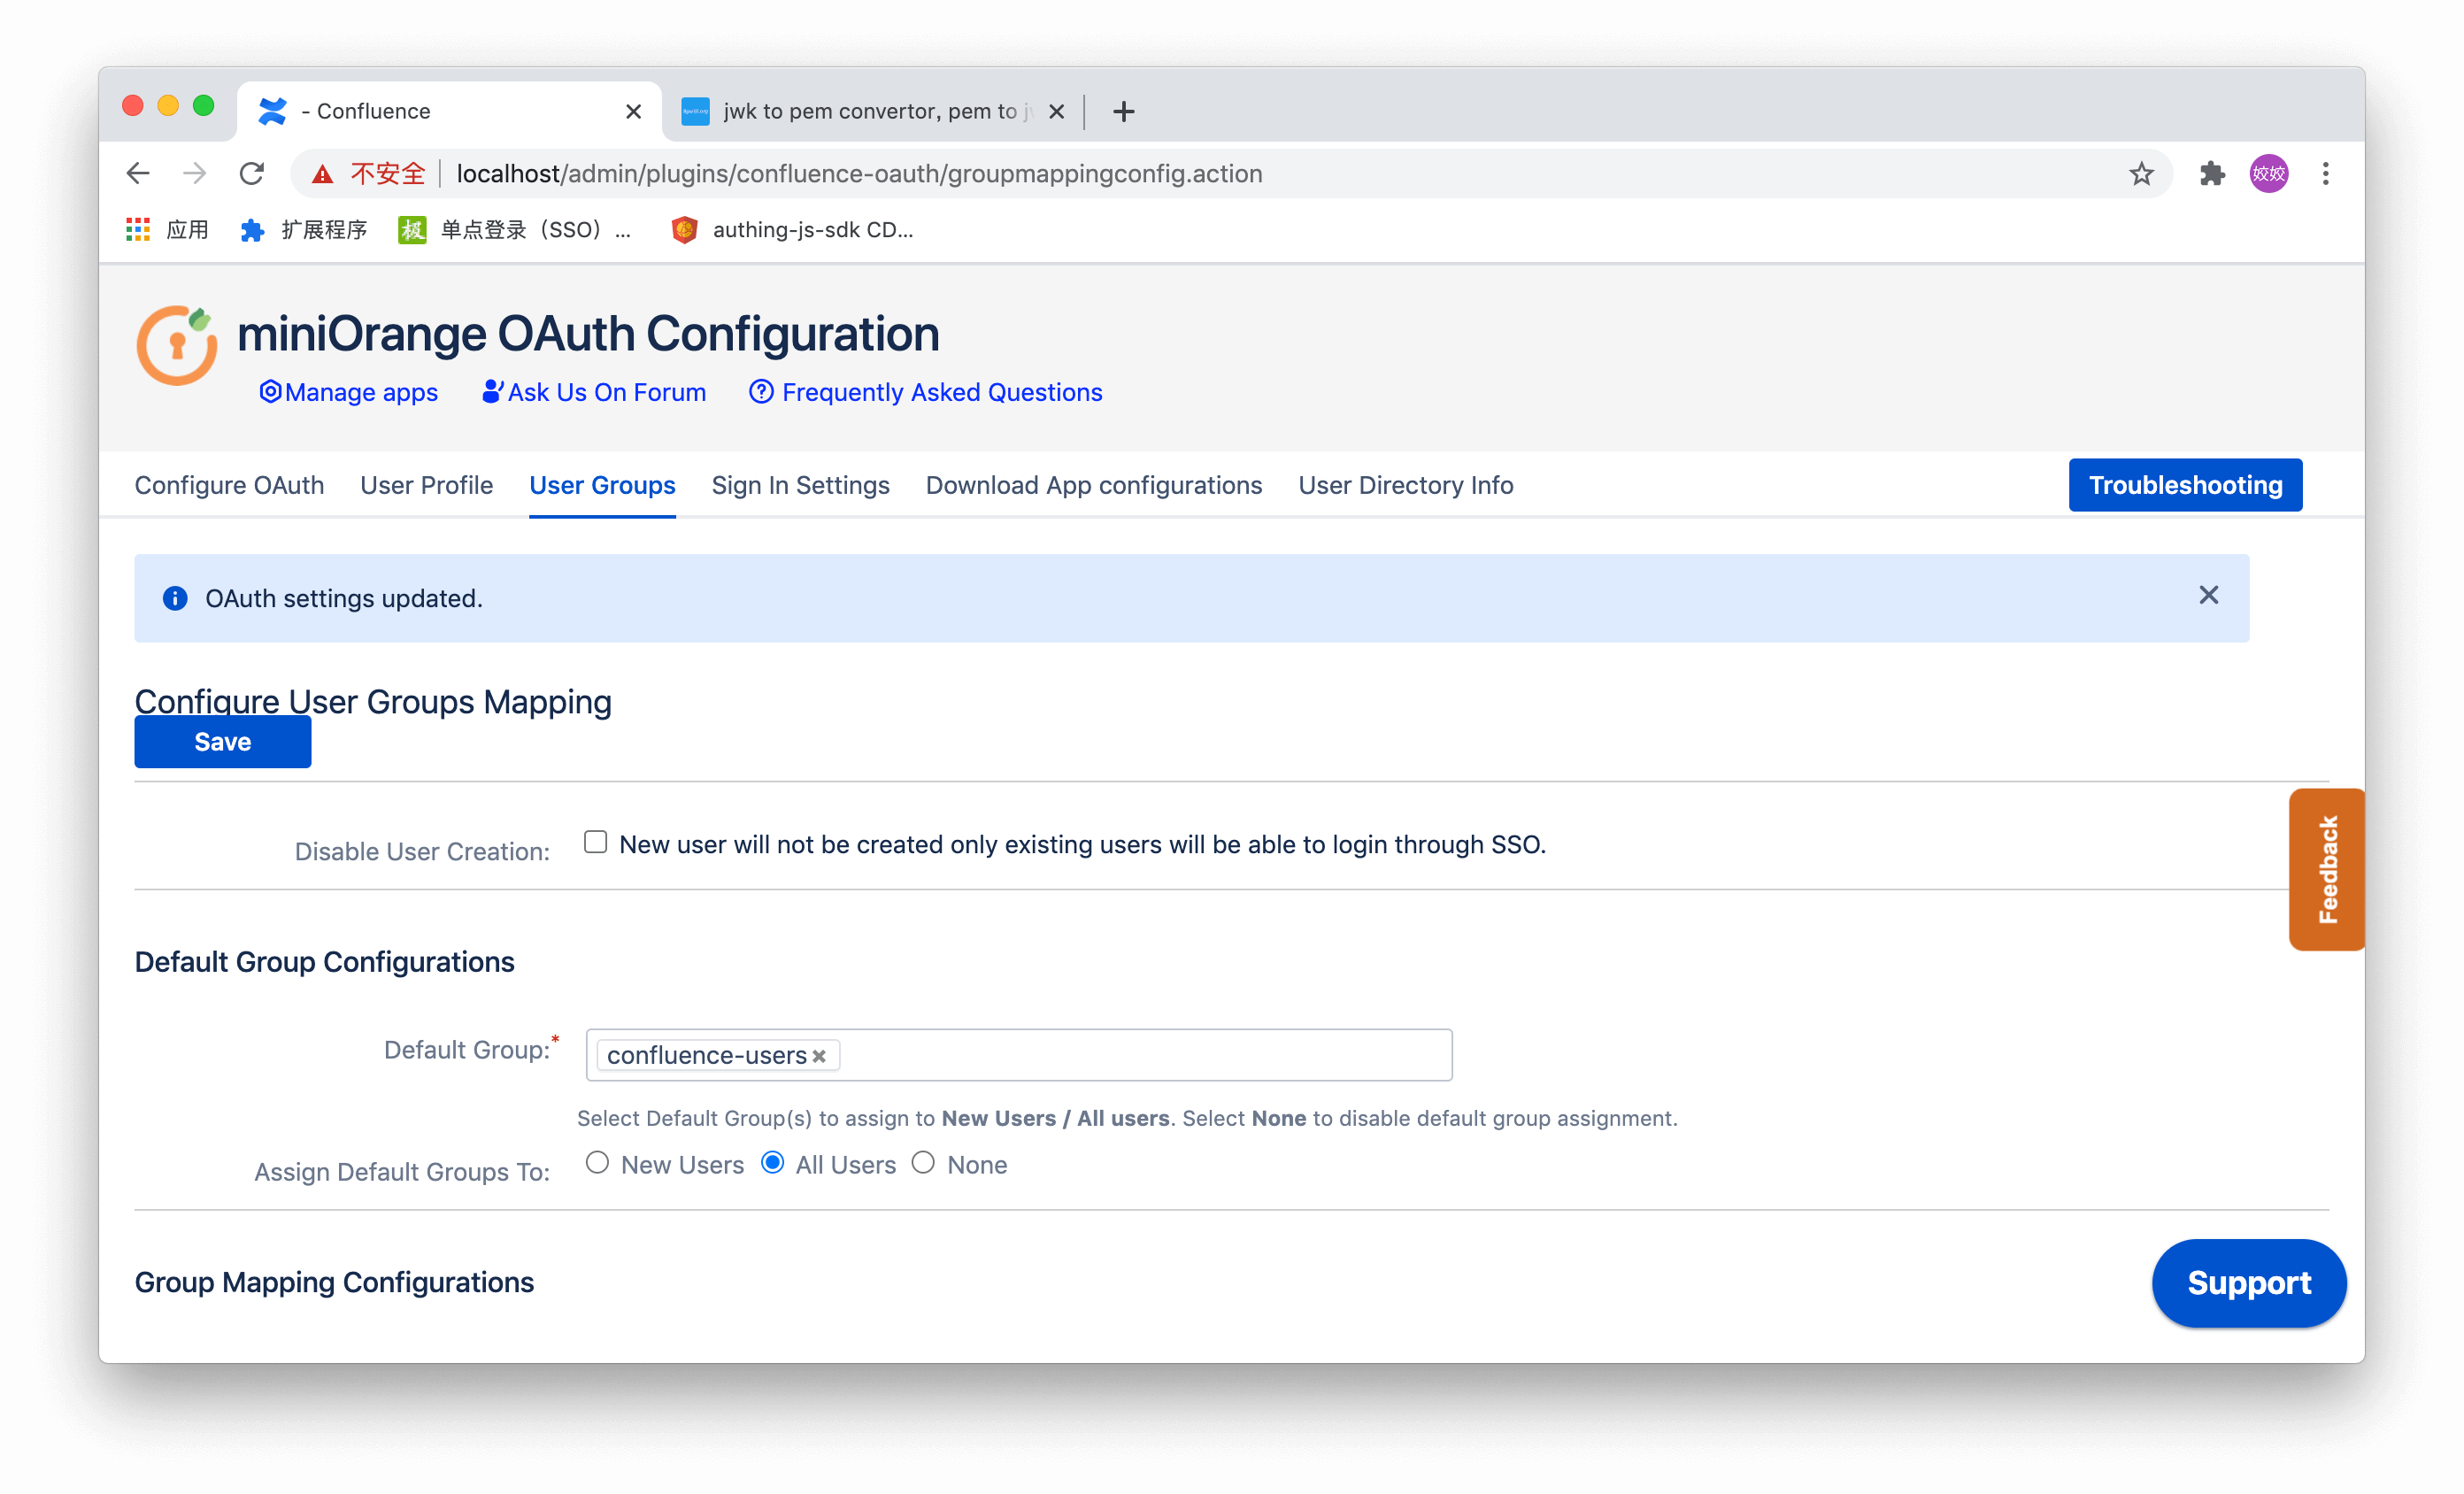 - Confluence
jwk to pem convertor, pem to
不安全 localhost/admin/plugins/confluence-oauth/groupmappingconfig.action
姣姣
应用 扩展程序 单点登录（SSO）... authing-js-sdk CD...
miniOrange OAuth Configuration
Manage apps Ask Us On Forum Frequently Asked Questions
Configure OAuth User Profile User Groups Sign In Settings Download App configurations User Directory Info Troubleshooting
OAuth settings updated.
Configure User Groups Mapping
Save
Disable User Creation: New user will not be created only existing users will be able to login through SSO.
Feedback
Default Group Configurations
Default Group:* confluence-users
Select Default Group(s) to assign to New Users / All users. Select None to disable default group assignment.
Assign Default Groups To: New Users All Users None
Group Mapping Configurations
Support